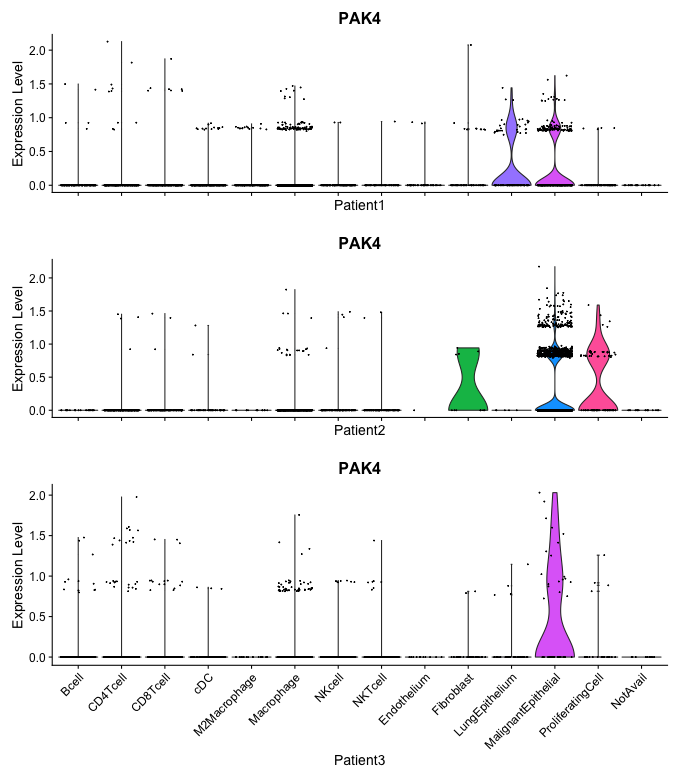 PAK4
Expression Level
2.0
1.5
1.0
0.5
0.0
Patient1
PAK4
Expression Level
2.0
1.5
1.0
0.5
0.0
Patient2
PAK4
Expression Level
2.0
1.5
1.0
0.5
0.0
Bcell
CD4Tcell
CD8Tcell
cDC
M2Macrophage
Macrophage
NKcell
NKTcell
Endothelium
Fibroblast
LungEpithelium
MalignantEpithelial
ProliferatingCell
NotAvail
Patient3